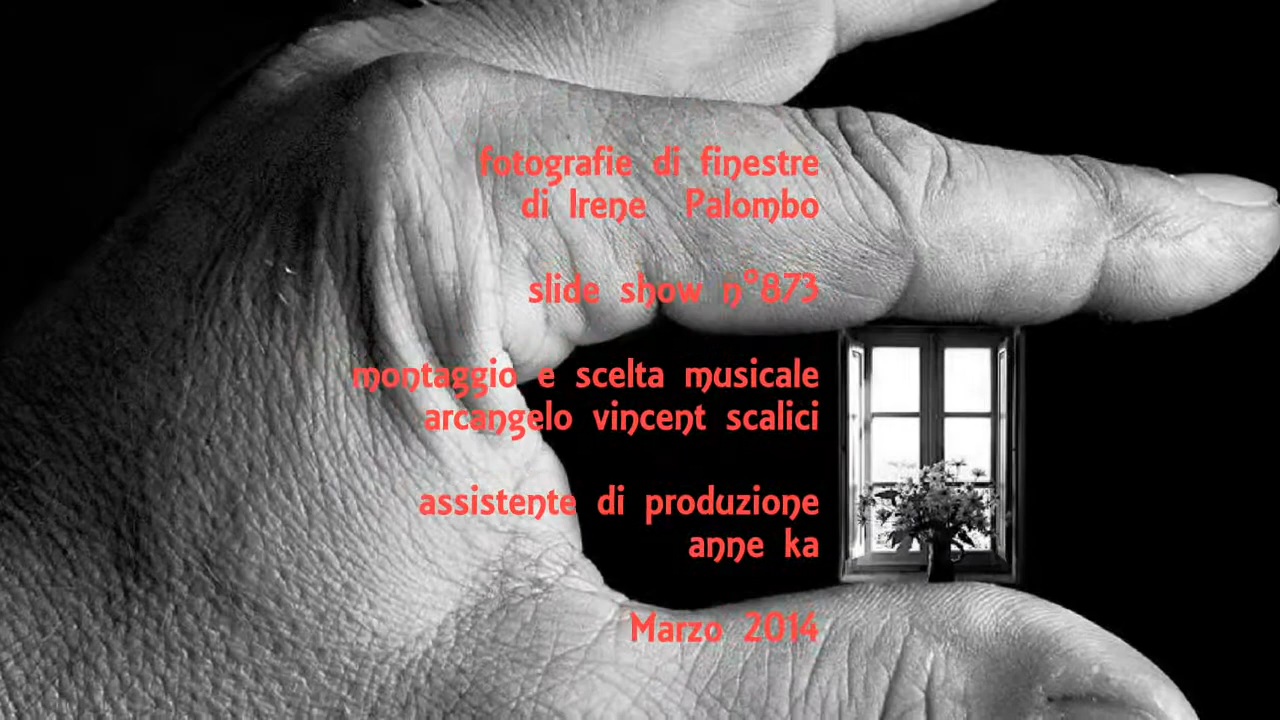 fotografie di finestre
di Irene Palombo
slide show n°873
montaggio e scelta musicale
arcangelo vincent scalici
assistente di produzione
anne ka
Marzo 2014